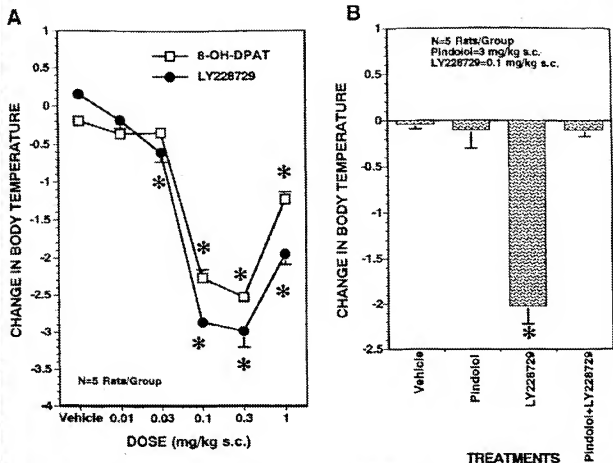 A
CHANGE IN BODY TEMPERATURE
1
0.5
0
-0.5
-1
-1.5
-2
-2.5
-3
-3.5
-4
8-OH-DPAT
LY228729
*
*
*
*
*
*
*
N=5 Rats/Group
Vehicle 0.01 0.03 0.1 0.3 1
DOSE (mg/kg s.c.)
B
CHANGE IN BODY TEMPERATURE
1
0.5
0
-0.5
-1
-1.5
-2
-2.5
N=5 Rats/Group
Pindolol=3 mg/kg s.c.
LY228729=0.1 mg/kg s.c.
*
Vehicle
Pindolol
LY228729
Pindolol+LY228729
TREATMENTS